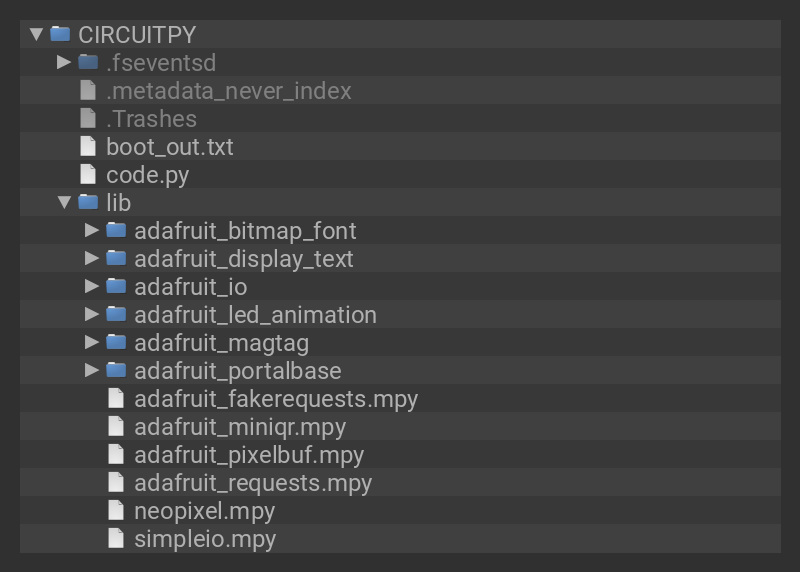 CIRCUITPY
.fseventsd
.metadata_never_index
.Trashes
boot_out.txt
code.py
lib
adafruit_bitmap_font
adafruit_display_text
adafruit_io
adafruit_led_animation
adafruit_magtag
adafruit_portalbase
adafruit_fakerequests.mpy
adafruit_miniqr.mpy
adafruit_pixelbuf.mpy
adafruit_requests.mpy
neopixel.mpy
simpleio.mpy